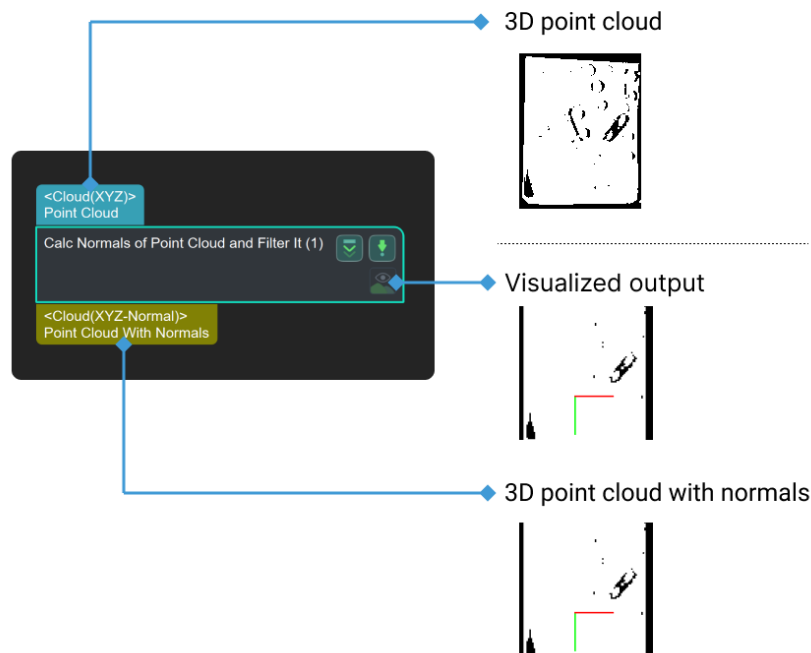 3D point cloud
<Cloud(XYZ)>
Point Cloud
Calc Normals of Point Cloud and Filter It (1)
Visualized output
<Cloud(XYZ-Normal)>
Point Cloud With Normals
3D point cloud with normals